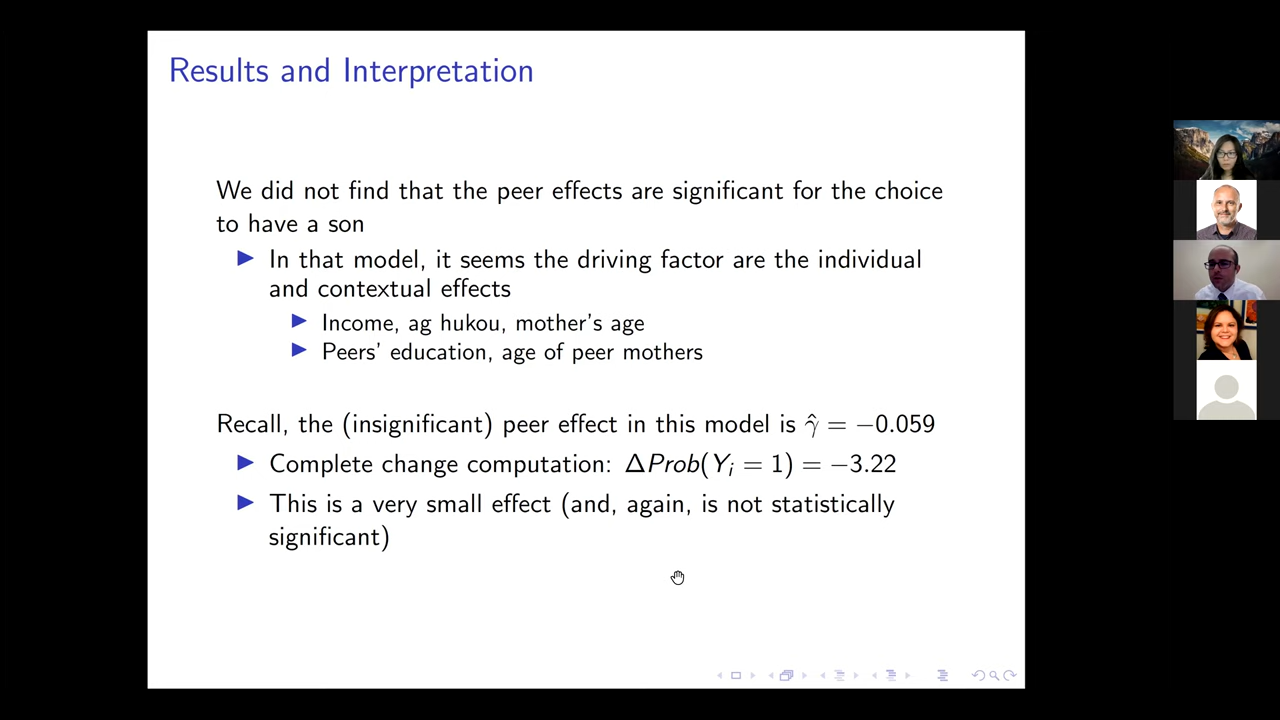 Results and Interpretation
We did not find that the peer effects are significant for the choice
to have a son
▶ In that model, it seems the driving factor are the individual
and contextual effects
▶ Income, ag hukou, mother's age
▶ Peers' education, age of peer mothers
Recall, the (insignificant) peer effect in this model is γ̂ = −0.059
▶ Complete change computation: ΔProb(Yᵢ = 1) = −3.22
▶ This is a very small effect (and, again, is not statistically
significant)